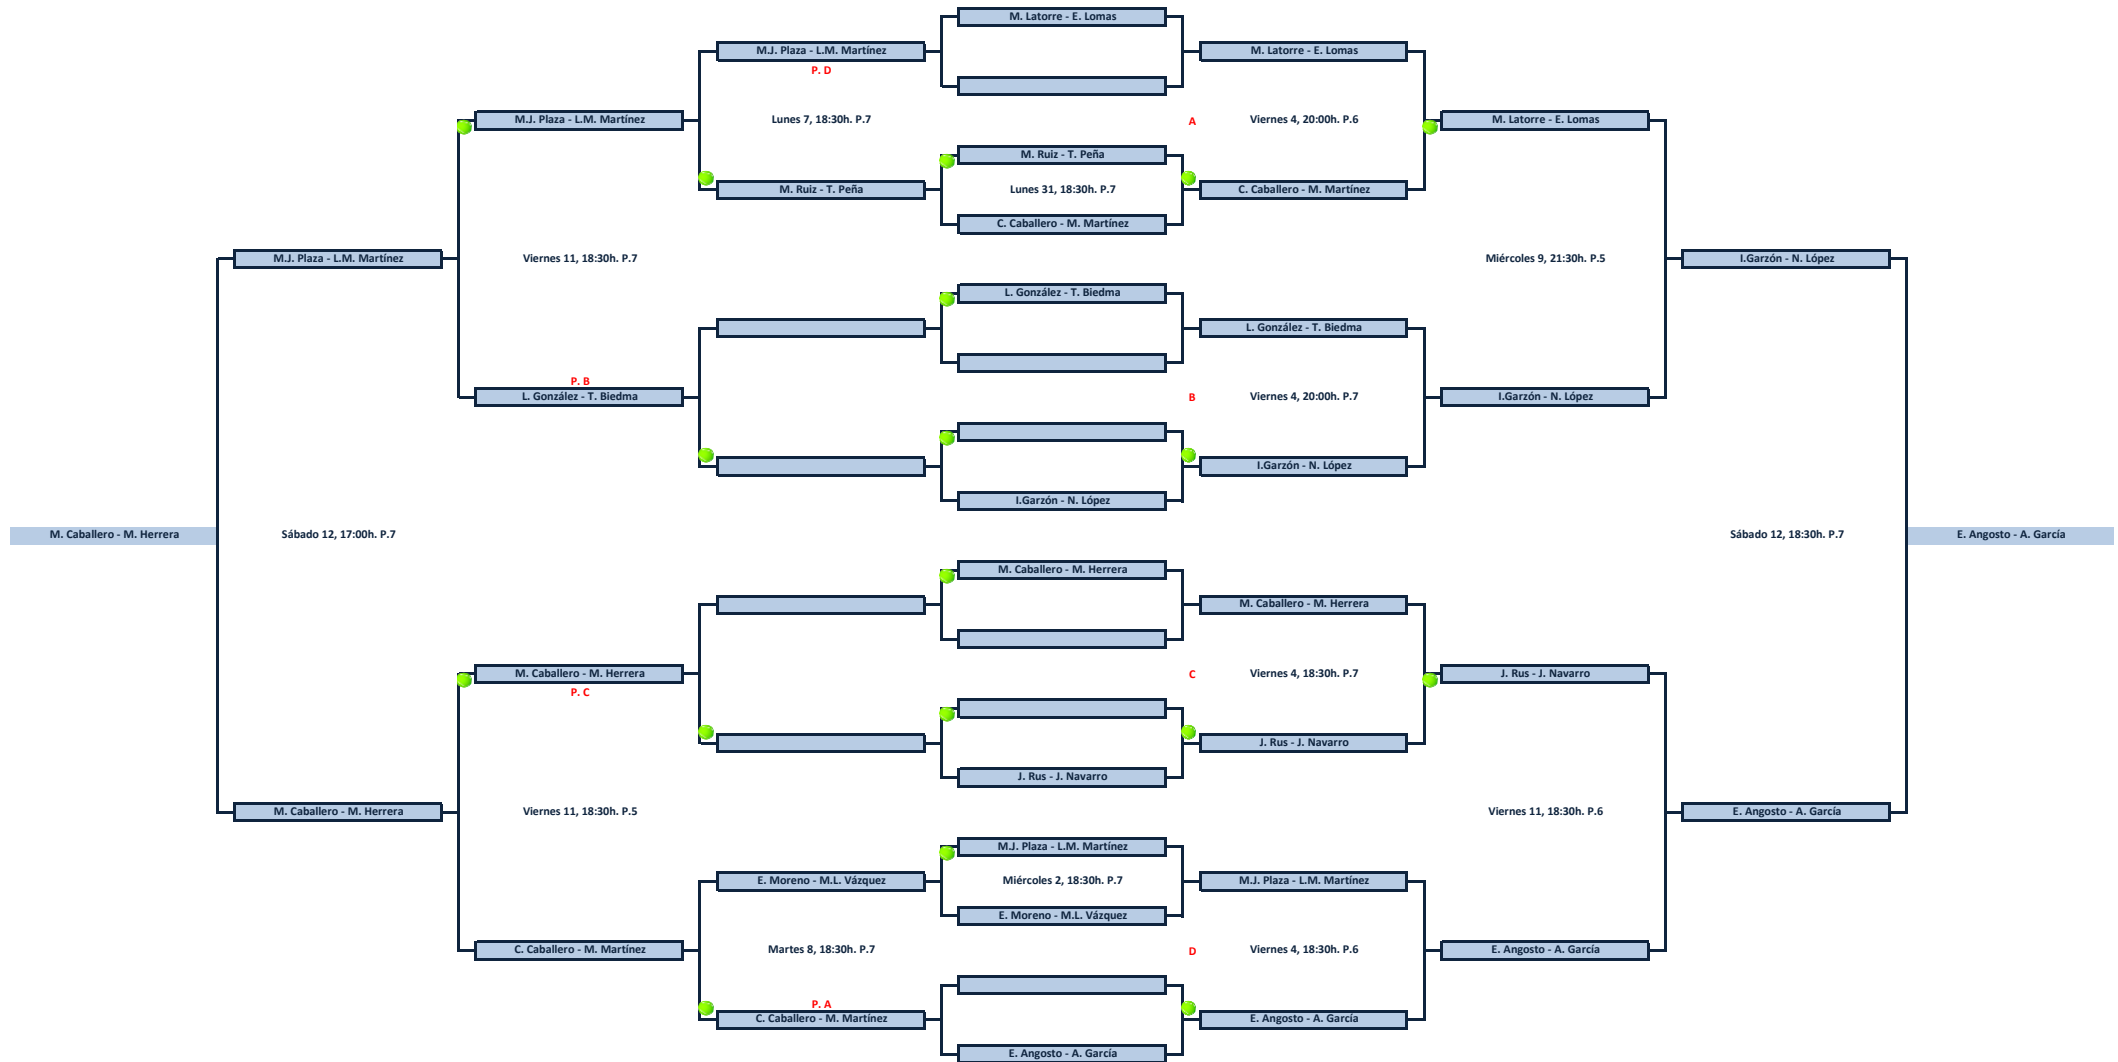 M. Latorre - E. Lomas
M.J. Plaza - L.M. Martínez
M. Latorre - E. Lomas
P. D
M.J. Plaza - L.M. Martínez
Lunes 7, 18:30h. P.7
A
Viernes 4, 20:00h. P.6
M. Latorre - E. Lomas
M. Ruiz - T. Peña
M. Ruiz - T. Peña
Lunes 31, 18:30h. P.7
C. Caballero - M. Martínez
C. Caballero - M. Martínez
M.J. Plaza - L.M. Martínez
Viernes 11, 18:30h. P.7
Miércoles 9, 21:30h. P.5
I.Garzón - N. López
L. González - T. Biedma
L. González - T. Biedma
P. B
L. González - T. Biedma
B
Viernes 4, 20:00h. P.7
I.Garzón - N. López
I.Garzón - N. López
I.Garzón - N. López
M. Caballero - M. Herrera
Sábado 12, 17:00h. P.7
Sábado 12, 18:30h. P.7
E. Angosto - A. García
M. Caballero - M. Herrera
M. Caballero - M. Herrera
M. Caballero - M. Herrera
C
Viernes 4, 18:30h. P.7
J. Rus - J. Navarro
P. C
J. Rus - J. Navarro
J. Rus - J. Navarro
M. Caballero - M. Herrera
Viernes 11, 18:30h. P.5
Viernes 11, 18:30h. P.6
E. Angosto - A. García
M.J. Plaza - L.M. Martínez
E. Moreno - M.L. Vázquez
Miércoles 2, 18:30h. P.7
M.J. Plaza - L.M. Martínez
E. Moreno - M.L. Vázquez
C. Caballero - M. Martínez
Martes 8, 18:30h. P.7
D
Viernes 4, 18:30h. P.6
E. Angosto - A. García
P. A
C. Caballero - M. Martínez
E. Angosto - A. García
E. Angosto - A. García